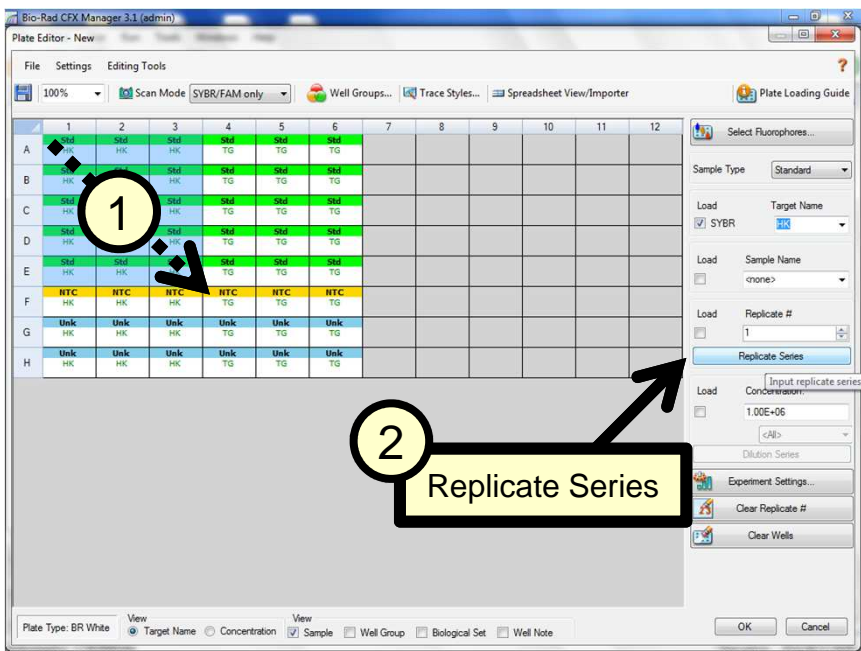 Bio-Rad CFX Manager 3.1 (admin)
Plate Editor - New
File Settings Editing Tools ?
100% Scan Mode SYBR/FAM only Well Groups... Trace Styles... Spreadsheet View/Importer Plate Loading Guide
1 2 3 4 5 6 7 8 9 10 11 12
A Std Std Std Std Std Std
HK HK HK TG TG TG
B Std Std Std Std Std
HK HK HK TG TG TG
C Std Std Std Std Std
HK HK TG TG TG
D Std Std Std Std Std
HK HK TG TG TG
E Std Std Std Std Std Std
HK HK HK TG TG TG
F NTC NTC NTC NTC NTC NTC
HK HK HK TG TG TG
G Unk Unk Unk Unk Unk Unk
HK HK HK TG TG TG
H Unk Unk Unk Unk Unk Unk
HK HK HK TG TG TG
1
2
Replicate Series
Select Fluorophores...
Sample Type Standard
Load Target Name
SYBR HK
Load Sample Name
<none>
Load Replicate #
1
Replicate Series
Input replicate series
Load Concentration:
1.00E+06
<All>
Dilution Series
Experiment Settings...
Clear Replicate #
Clear Wells
Plate Type: BR White View Target Name Concentration View Sample Well Group Biological Set Well Note
OK Cancel